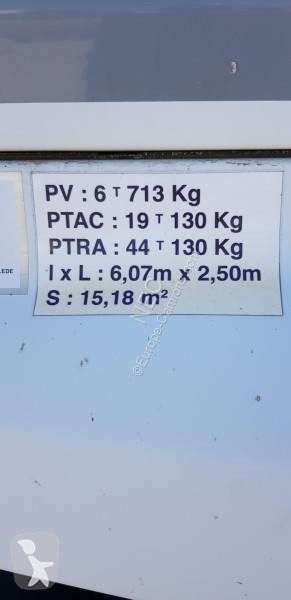 PV : 6 T 713 Kg
PTAC : 19 T 130 Kg
PTRA : 44 T 130 Kg
l x L : 6,07m x 2,50m
S : 15,18 m²
LEDE